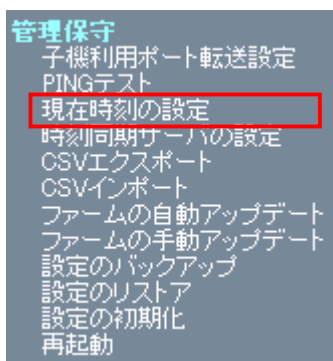 管理保守
子機利用ポート転送設定
PINGテスト
現在時刻の設定
時刻同期サーバの設定
CSVエクスポート
CSVインポート
ファームの自動アップデート
ファームの手動アップデート
設定のバックアップ
設定のリストア
設定の初期化
再起動